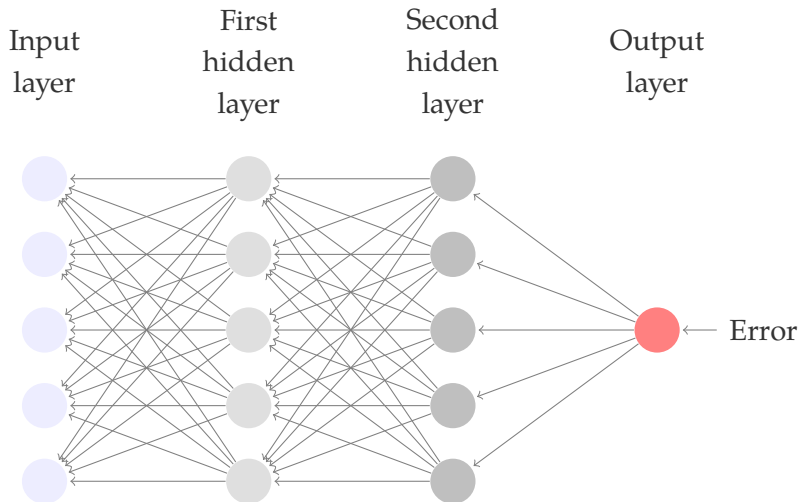 Input
layer
First
hidden
layer
Second
hidden
layer
Output
layer
Error